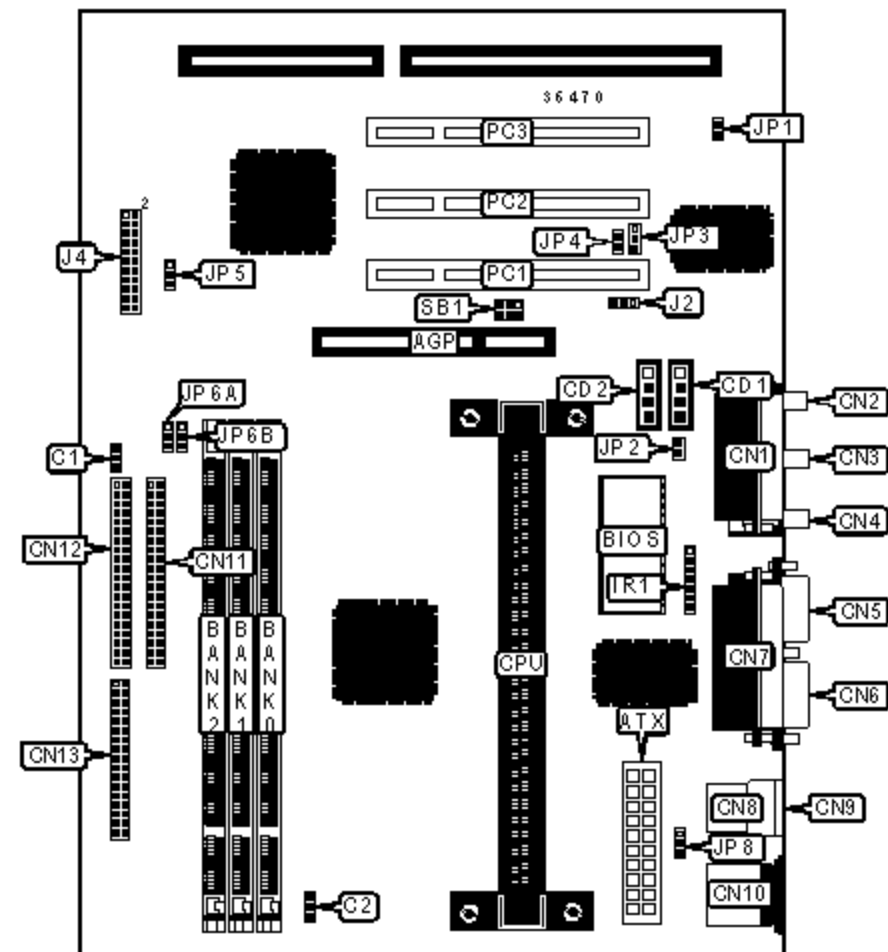 36470
PC3
JP1
PC2
2
JP4
JP3
J4
JP5
PC1
SB1
J2
AGP
JP6A
CD2
CD1
CN2
JP6B
JP2
CN1
CN3
C1
CN4
CN12
CN11
BIOS
IR1
CN5
BANK2
BANK1
BANK0
CPU
CN7
CN6
ATX
CN13
CN8
CN9
JP8
CN10
C2